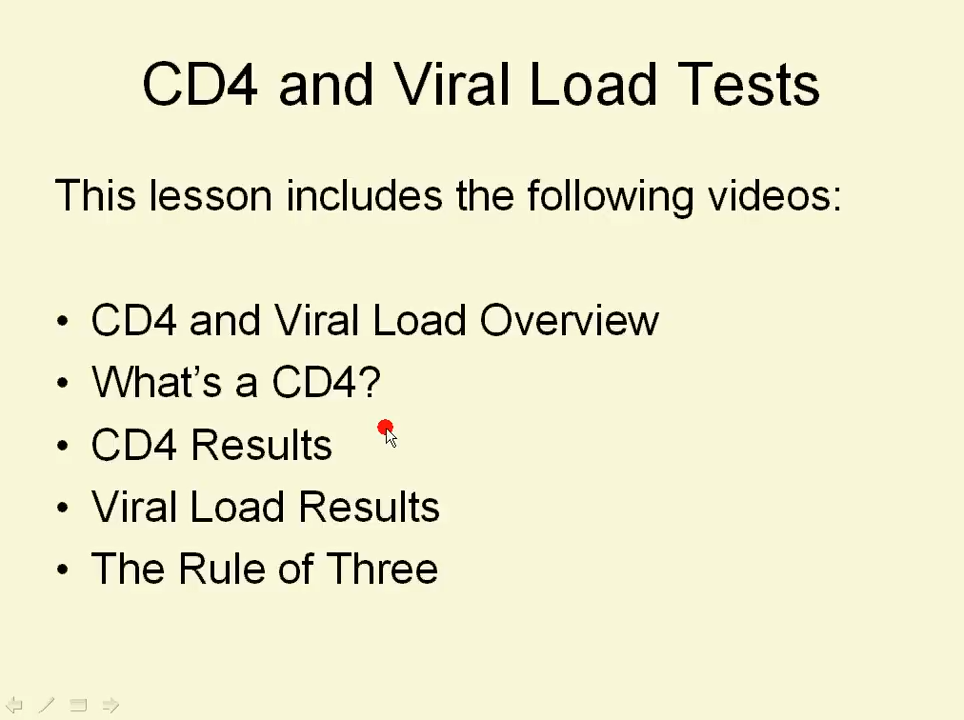 CD4 and Viral Load Tests
This lesson includes the following videos:
• CD4 and Viral Load Overview
• What’s a CD4?
• CD4 Results
• Viral Load Results
• The Rule of Three